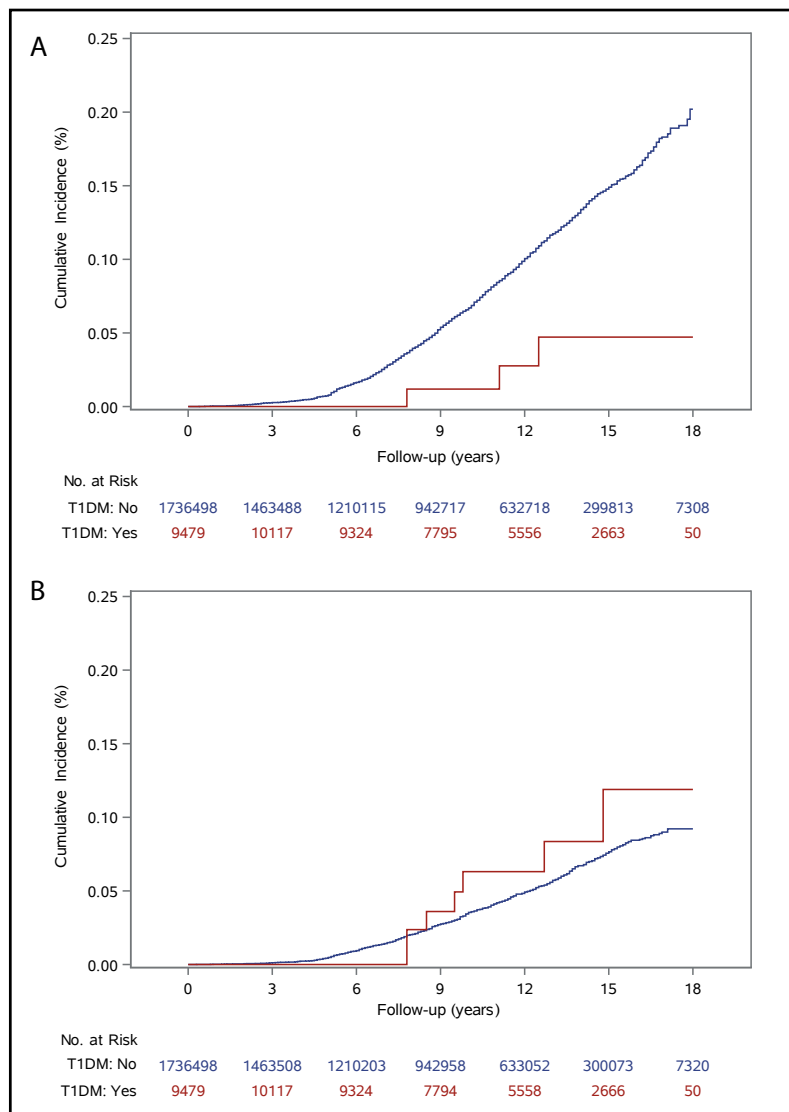 A
Cumulative Incidence (%)
0.25
0.20
0.15
0.10
0.05
0.00
0 3 6 9 12 15 18
Follow-up (years)
No. at Risk
T1DM: No 1736498 1463488 1210115 942717 632718 299813 7308
T1DM: Yes 9479 10117 9324 7795 5556 2663 50
B
Cumulative Incidence (%)
0.25
0.20
0.15
0.10
0.05
0.00
0 3 6 9 12 15 18
Follow-up (years)
No. at Risk
T1DM: No 1736498 1463508 1210203 942958 633052 300073 7320
T1DM: Yes 9479 10117 9324 7794 5558 2666 50